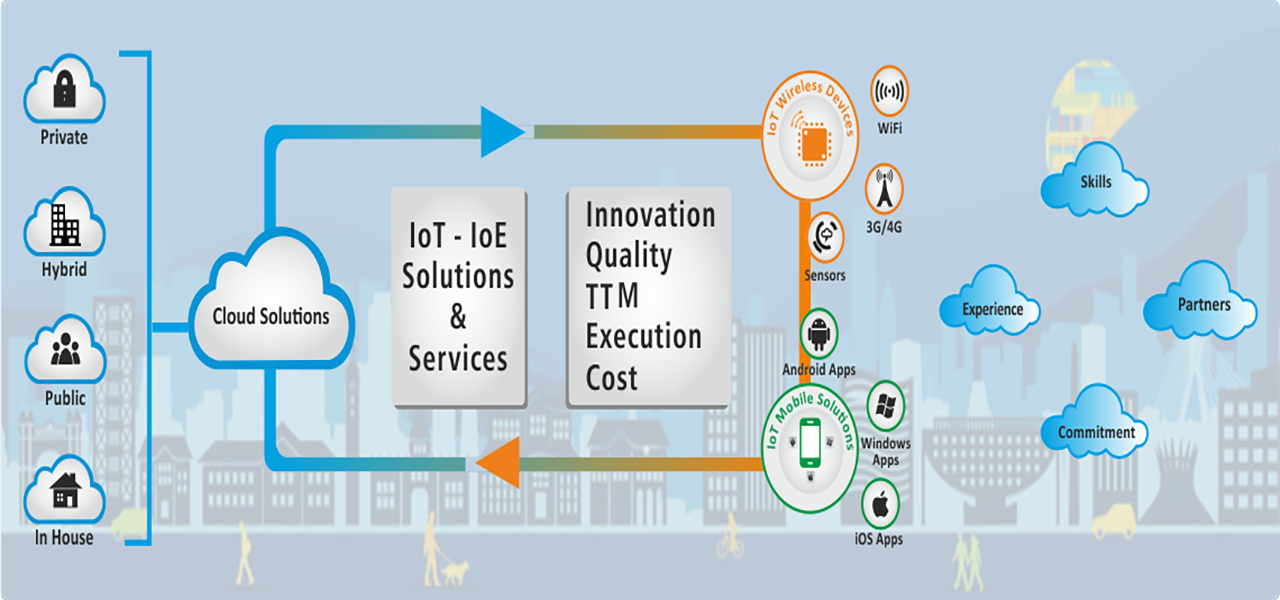 Private
Hybrid
Public
In House
Cloud Solutions
IoT - IoE
Solutions
&
Services
Innovation
Quality
TTM
Execution
Cost
IoT Wireless Devices
WiFi
3G/4G
Sensors
Android Apps
IoT Mobile Solutions
Windows
Apps
iOS Apps
Skills
Experience
Partners
Commitment